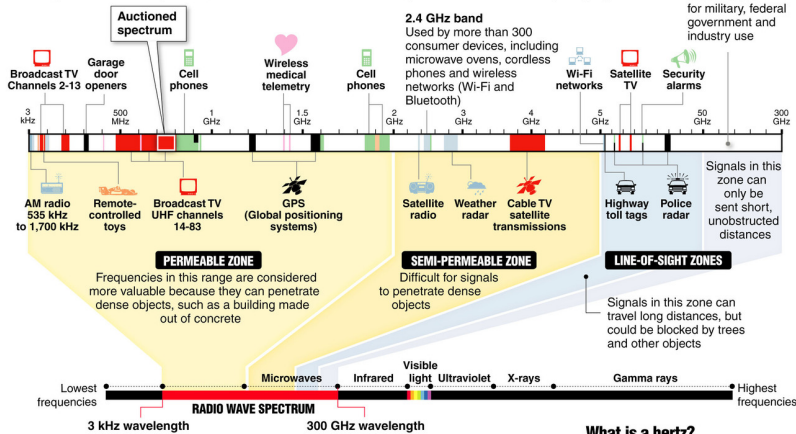 for military, federal
government and
industry use
Auctioned
spectrum
2.4 GHz band
Used by more than 300
consumer devices, including
microwave ovens, cordless
phones and wireless
networks (Wi-Fi and
Bluetooth)
Broadcast TV
Channels 2-13
Garage
door
openers
Cell
phones
Wireless
medical
telemetry
Cell
phones
Wi-Fi
networks
Satellite
TV
Security
alarms
3
kHz
500
MHz
1
GHz
1.5
GHz
2
GHz
3
GHz
4
GHz
5
GHz
50
GHz
300
GHz
AM radio
535 kHz
to 1,700 kHz
Remote-
controlled
toys
Broadcast TV
UHF channels
14-83
GPS
(Global positioning
systems)
Satellite
radio
Weather
radar
Cable TV
satellite
transmissions
Highway
toll tags
Police
radar
Signals in this
zone can
only be
sent short,
unobstructed
distances
PERMEABLE ZONE
Frequencies in this range are considered
more valuable because they can penetrate
dense objects, such as a building made
out of concrete
SEMI-PERMEABLE ZONE
Difficult for signals
to penetrate dense
objects
LINE-OF-SIGHT ZONES
Signals in this zone can
travel long distances, but
could be blocked by trees
and other objects
Lowest
frequencies
Microwaves
Infrared
Visible
light
Ultraviolet
X-rays
Gamma rays
Highest
frequencies
RADIO WAVE SPECTRUM
3 kHz wavelength
300 GHz wavelength
What is a hertz?